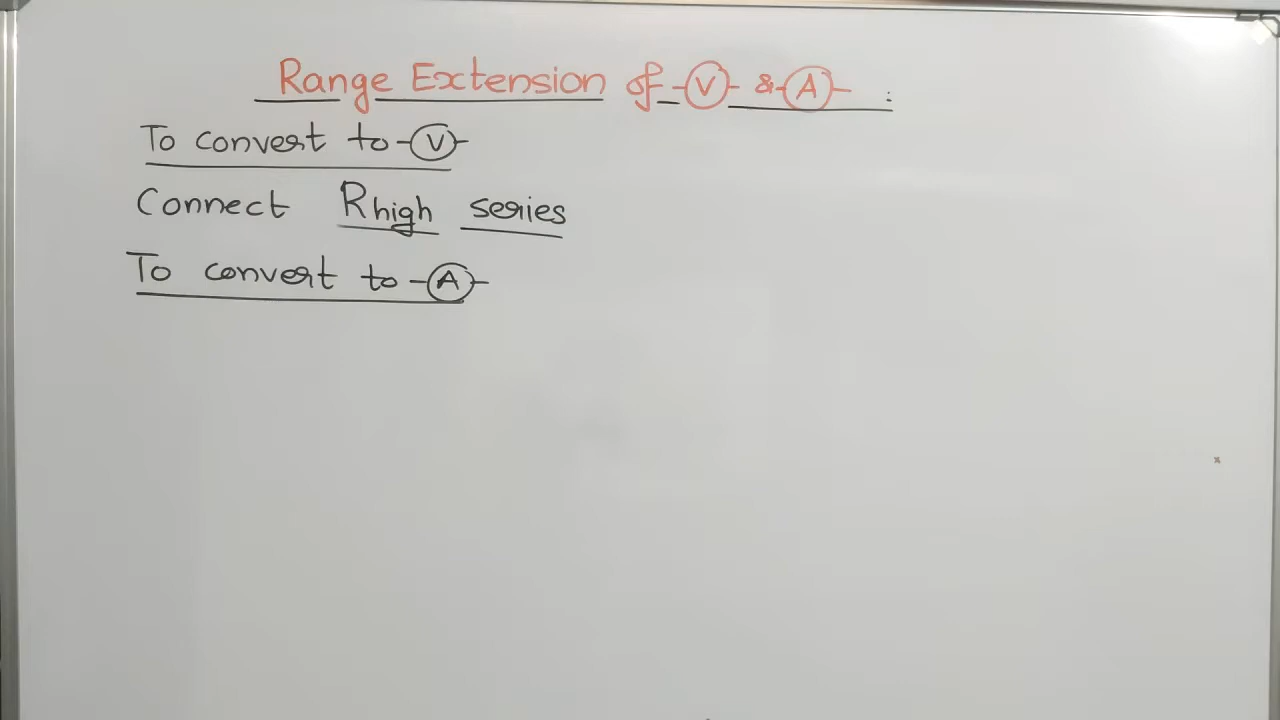 Range Extension of -(V)- & -(A)- :
To convert to -(V)-
Connect Rhigh series
To convert to -(A)-